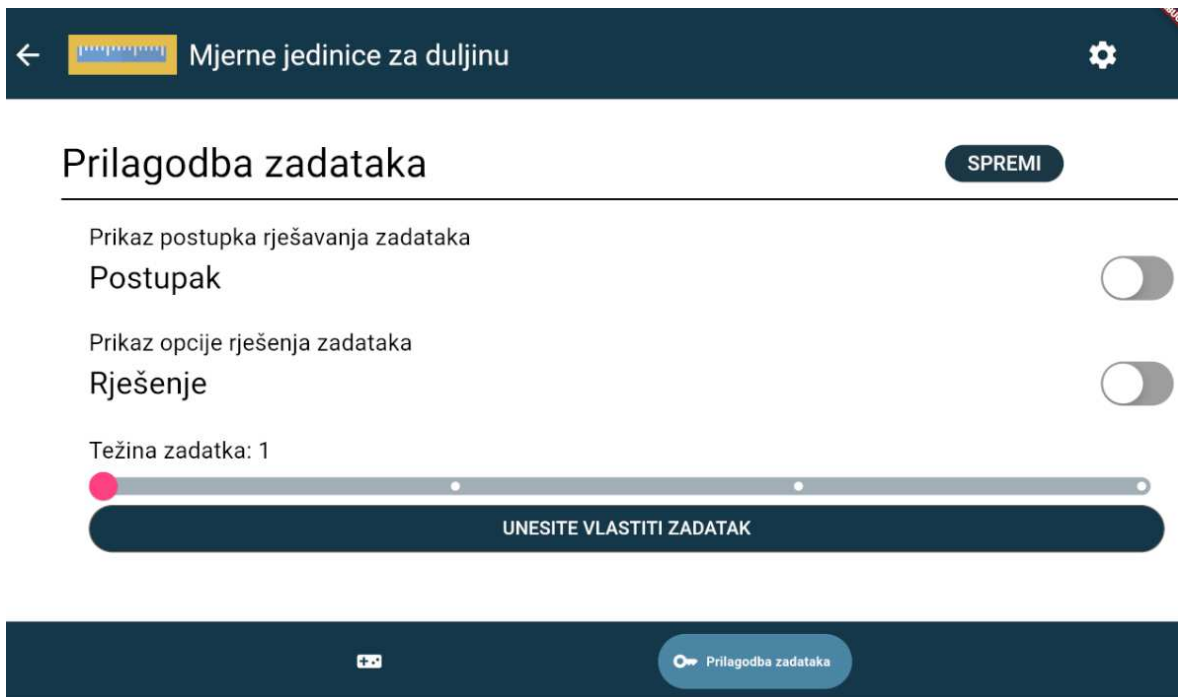 Mjerne jedinice za duljinu
Prilagodba zadataka
SPREMI
Prikaz postupka rješavanja zadataka
Postupak
Prikaz opcije rješenja zadataka
Rješenje
Težina zadatka: 1
UNESITE VLASTITI ZADATAK
Prilagodba zadataka